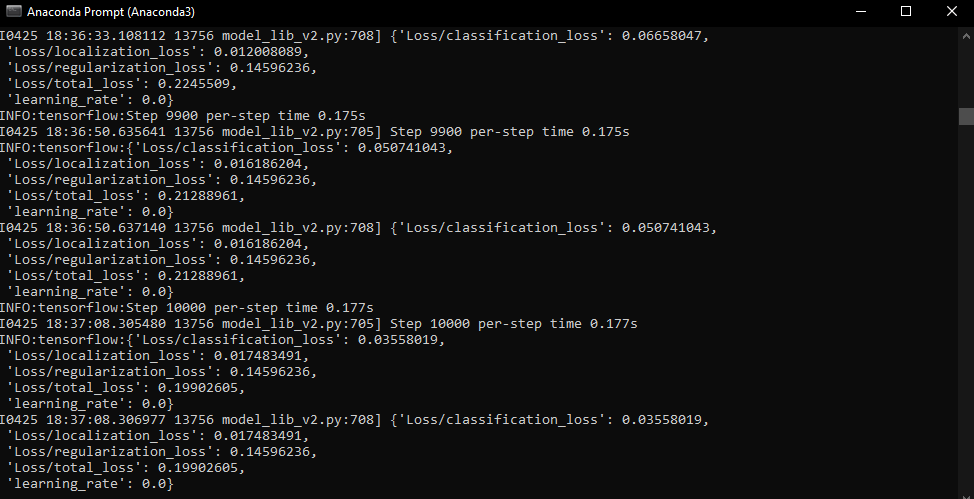 Anaconda Prompt (Anaconda3)
I0425 18:36:33.108112 13756 model_lib_v2.py:708] {'Loss/classification_loss': 0.06658047,
'Loss/localization_loss': 0.012008089,
'Loss/regularization_loss': 0.14596236,
'Loss/total_loss': 0.2245509,
'learning_rate': 0.0}
INFO:tensorflow:Step 9900 per-step time 0.175s
I0425 18:36:50.635641 13756 model_lib_v2.py:705] Step 9900 per-step time 0.175s
INFO:tensorflow:{'Loss/classification_loss': 0.050741043,
'Loss/localization_loss': 0.016186204,
'Loss/regularization_loss': 0.14596236,
'Loss/total_loss': 0.21288961,
'learning_rate': 0.0}
I0425 18:36:50.637140 13756 model_lib_v2.py:708] {'Loss/classification_loss': 0.050741043,
'Loss/localization_loss': 0.016186204,
'Loss/regularization_loss': 0.14596236,
'Loss/total_loss': 0.21288961,
'learning_rate': 0.0}
INFO:tensorflow:Step 10000 per-step time 0.177s
I0425 18:37:08.305480 13756 model_lib_v2.py:705] Step 10000 per-step time 0.177s
INFO:tensorflow:{'Loss/classification_loss': 0.03558019,
'Loss/localization_loss': 0.017483491,
'Loss/regularization_loss': 0.14596236,
'Loss/total_loss': 0.19902605,
'learning_rate': 0.0}
I0425 18:37:08.306977 13756 model_lib_v2.py:708] {'Loss/classification_loss': 0.03558019,
'Loss/localization_loss': 0.017483491,
'Loss/regularization_loss': 0.14596236,
'Loss/total_loss': 0.19902605,
'learning_rate': 0.0}